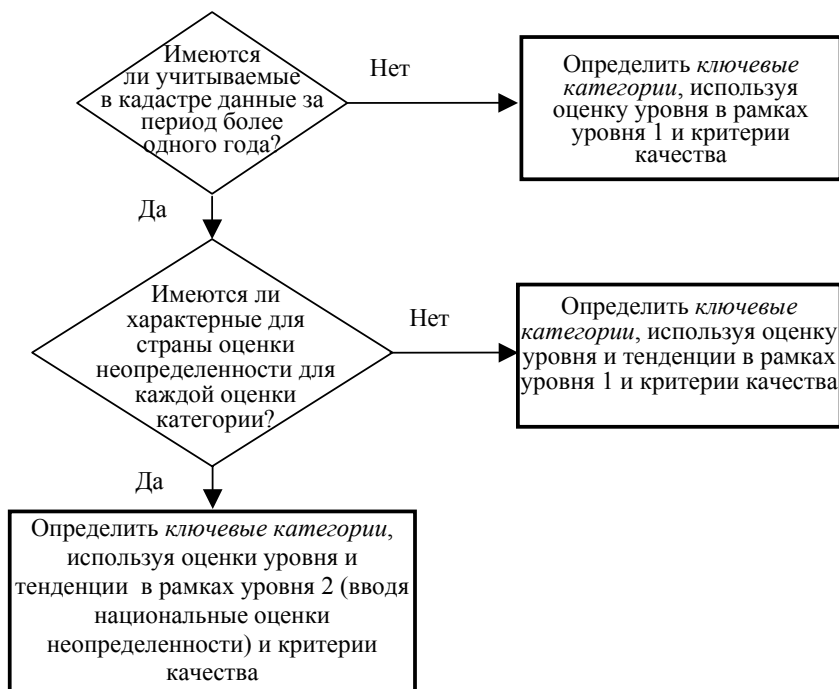 Имеются
ли учитываемые
в кадастре данные за
период более
одного года?
Нет
Определить ключевые
категории, используя
оценку уровня в рамках
уровня 1 и критерии
качества
Да
Имеются ли
характерные для
страны оценки
неопределенности для
каждой оценки
категории?
Нет
Определить ключевые
категории, используя оценку
уровня и тенденции в рамках
уровня 1 и критерии качества
Да
Определить ключевые категории,
используя оценки уровня и
тенденции в рамках уровня 2 (вводя
национальные оценки
неопределенности) и критерии
качества